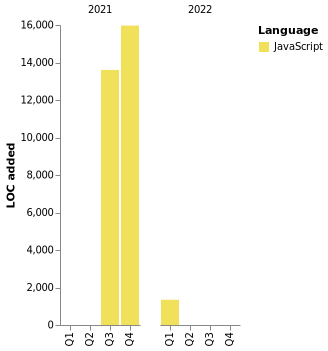 2021 2022
Language
JavaScript
LOC added
16,000
14,000
12,000
10,000
8,000
6,000
4,000
2,000
0
Q1 Q2 Q3 Q4 Q1 Q2 Q3 Q4